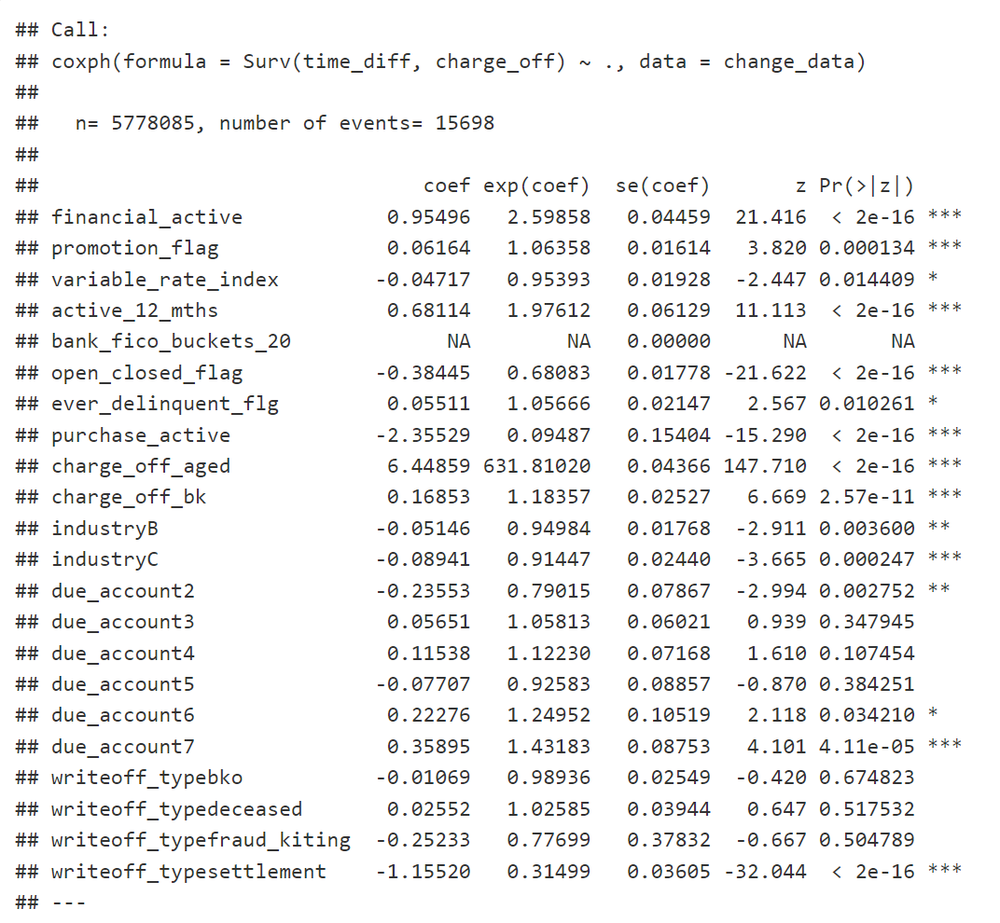 ## Call:
## coxph(formula = Surv(time_diff, charge_off) ~ ., data = change_data)
##
##   n= 5778085, number of events= 15698
##
##                              coef exp(coef)  se(coef)       z Pr(>|z|)
## financial_active          0.95496   2.59858   0.04459  21.416  < 2e-16 ***
## promotion_flag            0.06164   1.06358   0.01614   3.820 0.000134 ***
## variable_rate_index      -0.04717   0.95393   0.01928  -2.447 0.014409 *
## active_12_mths            0.68114   1.97612   0.06129  11.113  < 2e-16 ***
## bank_fico_buckets_20           NA        NA   0.00000      NA       NA
## open_closed_flag         -0.38445   0.68083   0.01778 -21.622  < 2e-16 ***
## ever_delinquent_flg       0.05511   1.05666   0.02147   2.567 0.010261 *
## purchase_active          -2.35529   0.09487   0.15404 -15.290  < 2e-16 ***
## charge_off_aged           6.44859 631.81020   0.04366 147.710  < 2e-16 ***
## charge_off_bk             0.16853   1.18357   0.02527   6.669 2.57e-11 ***
## industryB                -0.05146   0.94984   0.01768  -2.911 0.003600 **
## industryC                -0.08941   0.91447   0.02440  -3.665 0.000247 ***
## due_account2             -0.23553   0.79015   0.07867  -2.994 0.002752 **
## due_account3              0.05651   1.05813   0.06021   0.939 0.347945
## due_account4              0.11538   1.12230   0.07168   1.610 0.107454
## due_account5             -0.07707   0.92583   0.08857  -0.870 0.384251
## due_account6              0.22276   1.24952   0.10519   2.118 0.034210 *
## due_account7              0.35895   1.43183   0.08753   4.101 4.11e-05 ***
## writeoff_typebko         -0.01069   0.98936   0.02549  -0.420 0.674823
## writeoff_typedeceased     0.02552   1.02585   0.03944   0.647 0.517532
## writeoff_typefraud_kiting -0.25233   0.77699   0.37832  -0.667 0.504789
## writeoff_typesettlement  -1.15520   0.31499   0.03605 -32.044  < 2e-16 ***
## ---